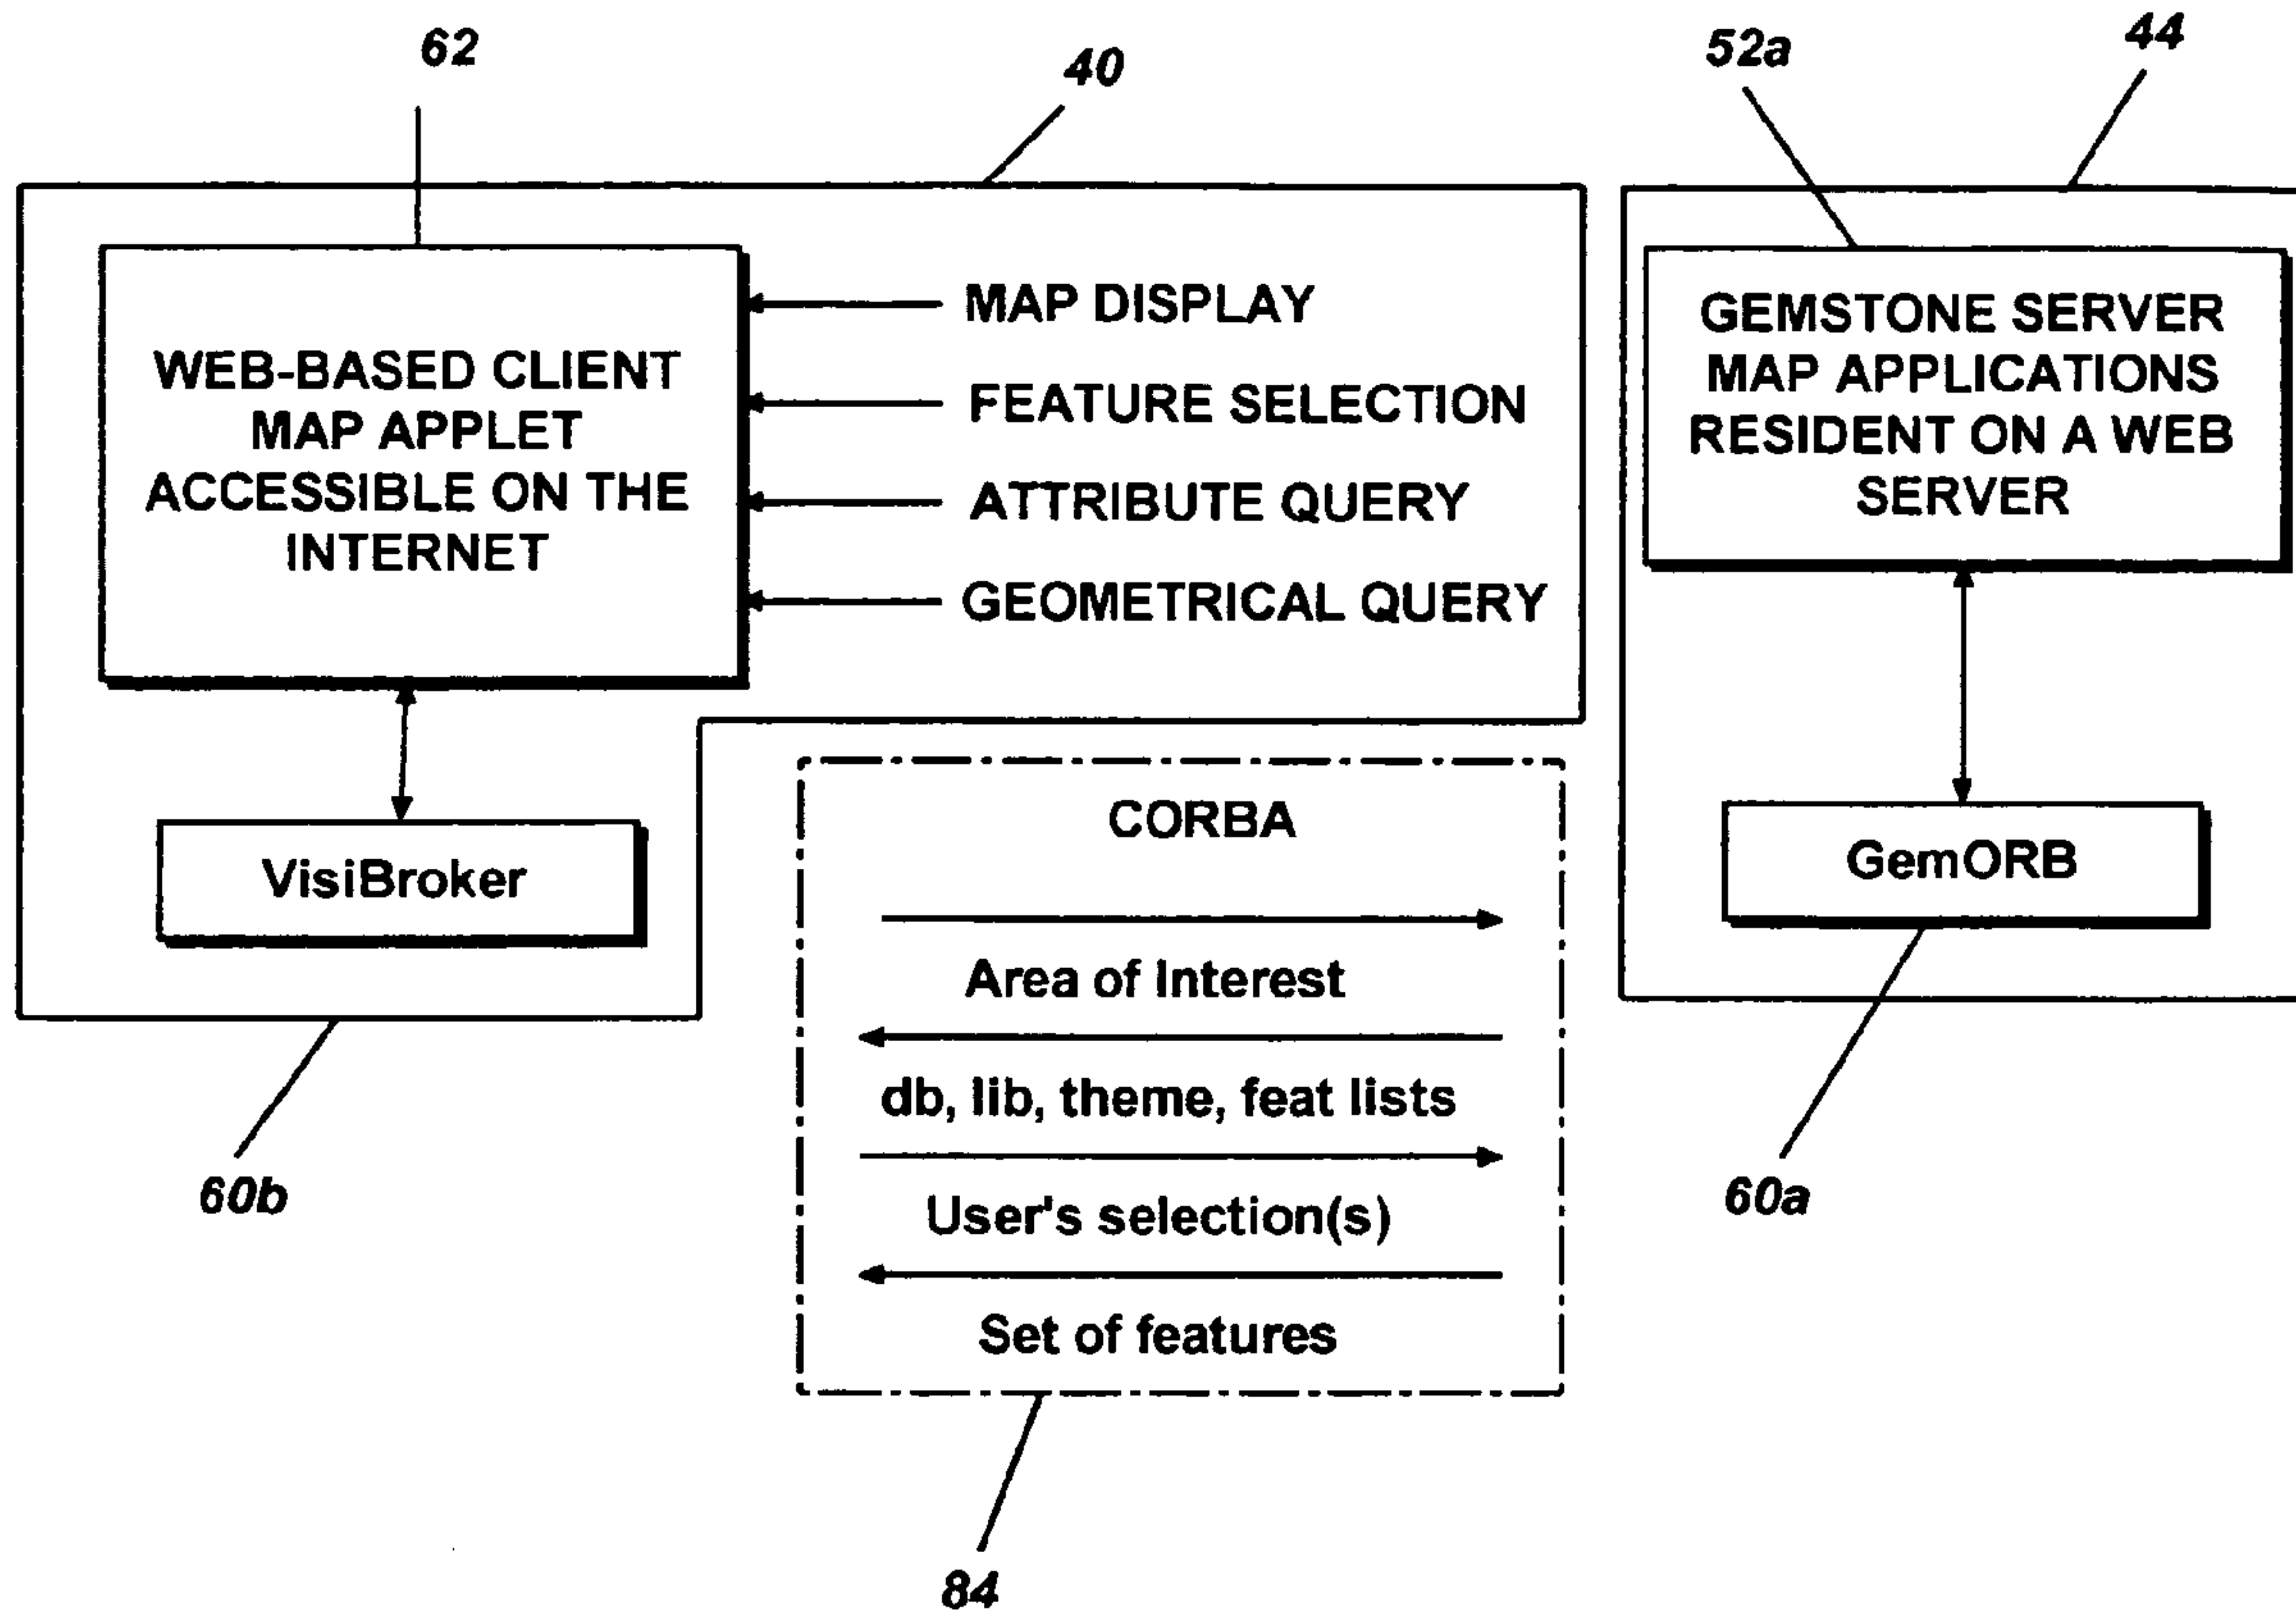 62
40
52a
44
WEB-BASED CLIENT
MAP APPLET
ACCESSIBLE ON THE
INTERNET
MAP DISPLAY
FEATURE SELECTION
ATTRIBUTE QUERY
GEOMETRICAL QUERY
GEMSTONE SERVER
MAP APPLICATIONS
RESIDENT ON A WEB
SERVER
VisiBroker
CORBA
Area of Interest
db, lib, theme, feat lists
User's selection(s)
Set of features
GemORB
60b
60a
84